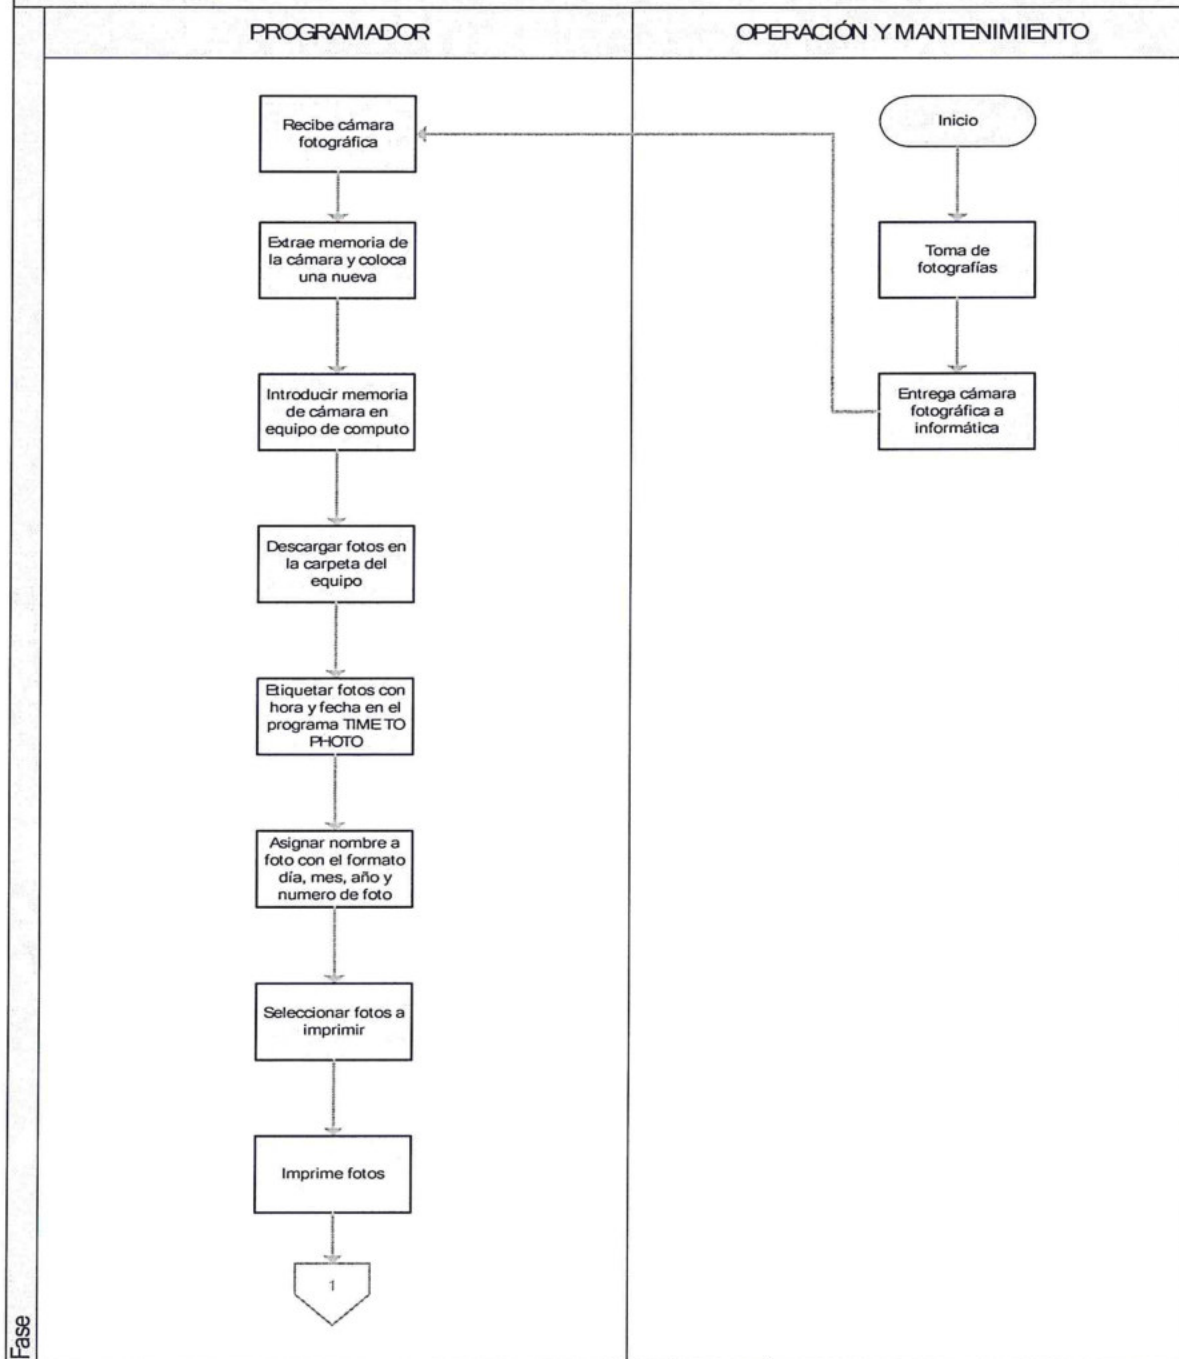 PROGRAMADOR
OPERACIÓN Y MANTENIMIENTO
Recibe cámara
fotográfica
Extrae memoria de
la cámara y coloca
una nueva
Introducir memoria
de cámara en
equipo de computo
Descargar fotos en
la carpeta del
equipo
Etiquetar fotos con
hora y fecha en el
programa TIME TO
PHOTO
Asignar nombre a
foto con el formato
día, mes, año y
numero de foto
Seleccionar fotos a
imprimir
Imprime fotos
1
Inicio
Toma de
fotografías
Entrega cámara
fotográfica a
informática
Fase